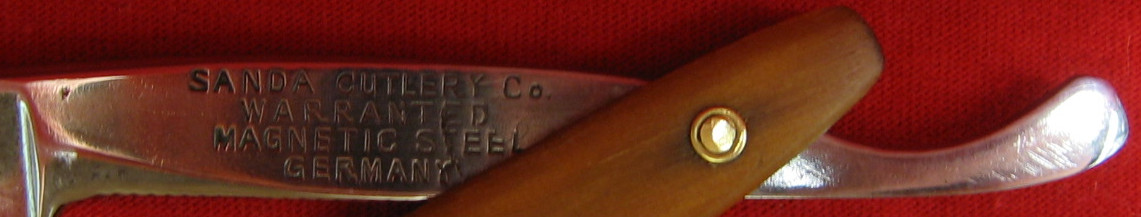 SANDA CUTLERY Co.
WARRANTED
MAGNETIC STEEL
GERMANY